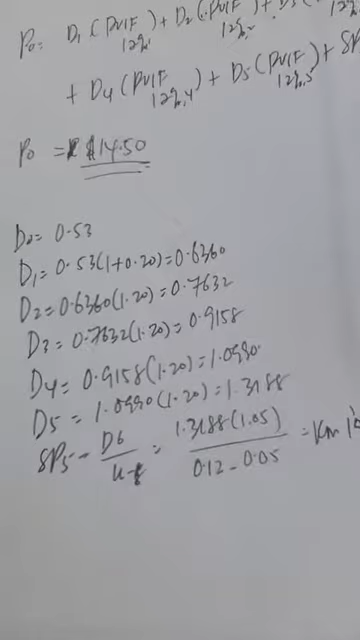 P₀ = D₁ (PVIF 12%,1) + D₂ (PVIF 12%,2) + D₃ (PVIF 12%
+ D₄ (PVIF 12%,4) + D₅ (PVIF 12%,5) + SP
P₀ = $14.50
D₀ = 0.53
D₁ = 0.53(1+0.20) = 0.6360
D₂ = 0.6360(1.20) = 0.7632
D₃ = 0.7632(1.20) = 0.9158
D₄ = 0.9158(1.20) = 1.0990
D₅ = 1.0990(1.20) = 1.3188
SP₅ = D6 / k-g = 1.3188(1.05) / 0.12-0.05 =